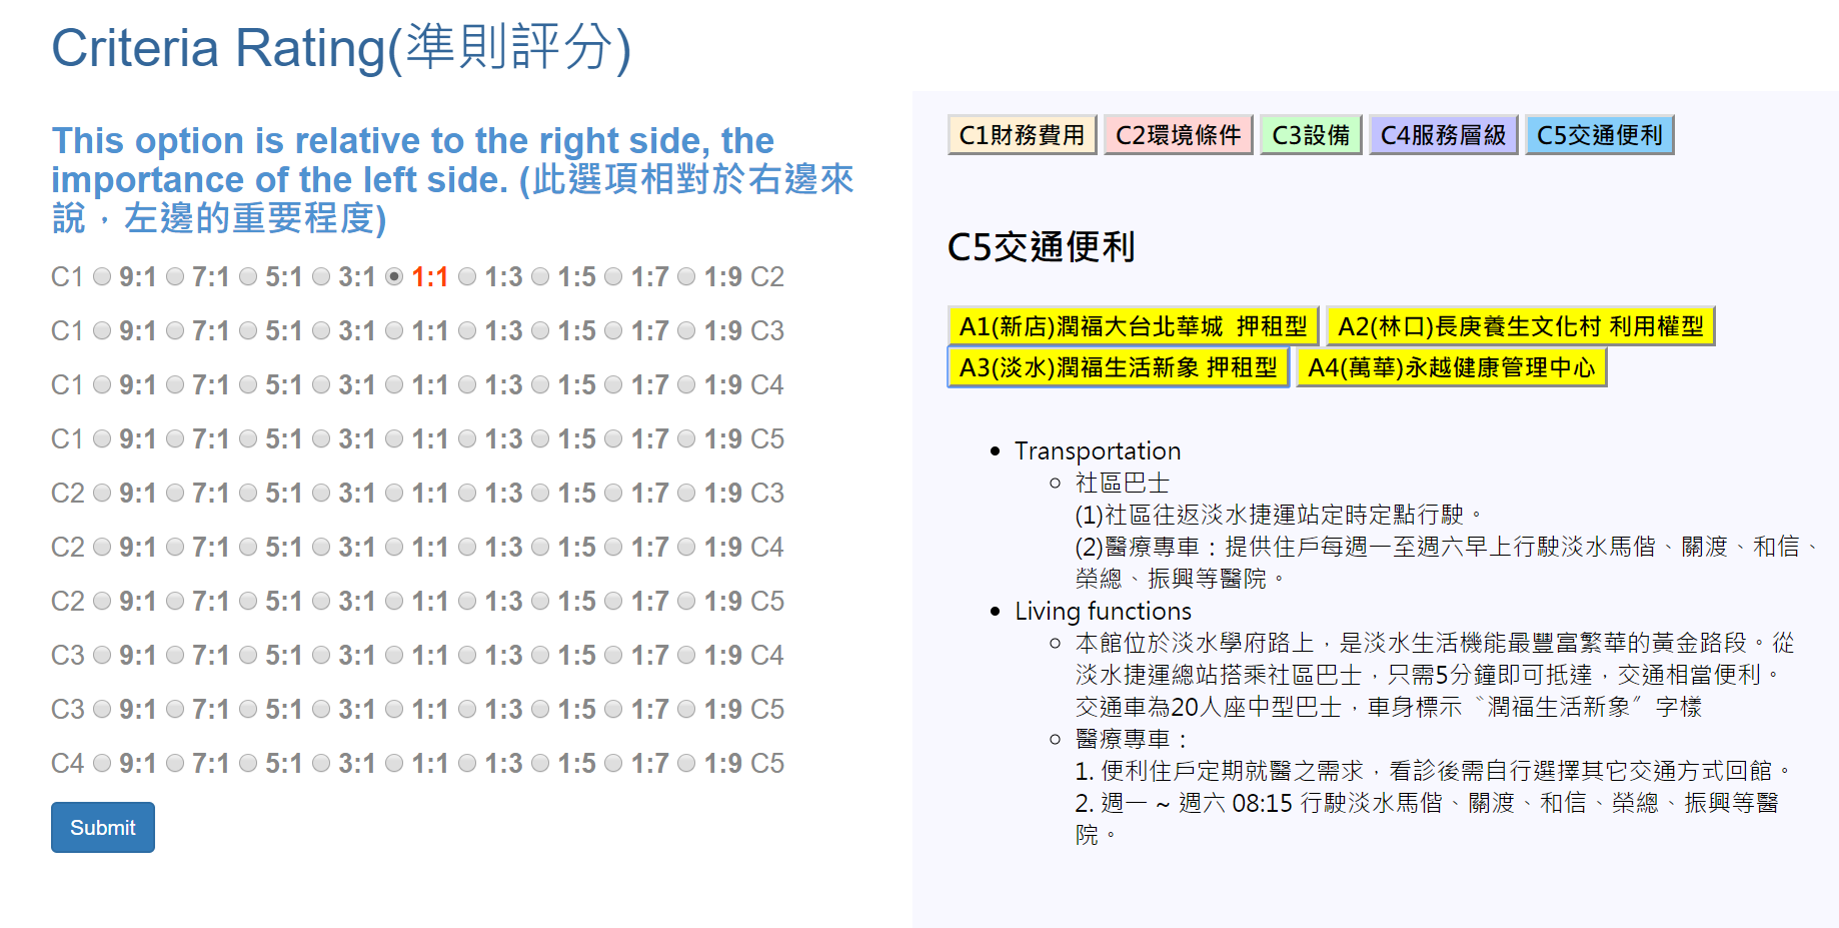 Criteria Rating(準則評分)
This option is relative to the right side, the
importance of the left side. (此選項相對於右邊來
說，左邊的重要程度)
C1 9:1 7:1 5:1 3:1 1:1 1:3 1:5 1:7 1:9 C2
C1 9:1 7:1 5:1 3:1 1:1 1:3 1:5 1:7 1:9 C3
C1 9:1 7:1 5:1 3:1 1:1 1:3 1:5 1:7 1:9 C4
C1 9:1 7:1 5:1 3:1 1:1 1:3 1:5 1:7 1:9 C5
C2 9:1 7:1 5:1 3:1 1:1 1:3 1:5 1:7 1:9 C3
C2 9:1 7:1 5:1 3:1 1:1 1:3 1:5 1:7 1:9 C4
C2 9:1 7:1 5:1 3:1 1:1 1:3 1:5 1:7 1:9 C5
C3 9:1 7:1 5:1 3:1 1:1 1:3 1:5 1:7 1:9 C4
C3 9:1 7:1 5:1 3:1 1:1 1:3 1:5 1:7 1:9 C5
C4 9:1 7:1 5:1 3:1 1:1 1:3 1:5 1:7 1:9 C5
Submit
C1財務費用 C2環境條件 C3設備 C4服務層級 C5交通便利
C5交通便利
A1(新店)潤福大台北華城 押租型 A2(林口)長庚養生文化村 利用權型
A3(淡水)潤福生活新象 押租型 A4(萬華)永越健康管理中心
Transportation
社區巴士
(1)社區往返淡水捷運站定時定點行駛。
(2)醫療專車：提供住戶每週一至週六早上行駛淡水馬偕、關渡、和信、
榮總、振興等醫院。
Living functions
本館位於淡水學府路上，是淡水生活機能最豐富繁華的黃金路段。從
淡水捷運總站搭乘社區巴士，只需5分鐘即可抵達，交通相當便利。
交通車為20人座中型巴士，車身標示〝潤福生活新象〞字樣
醫療專車：
1. 便利住戶定期就醫之需求，看診後需自行選擇其它交通方式回館。
2. 週一 ~ 週六 08:15 行駛淡水馬偕、關渡、和信、榮總、振興等醫
院。